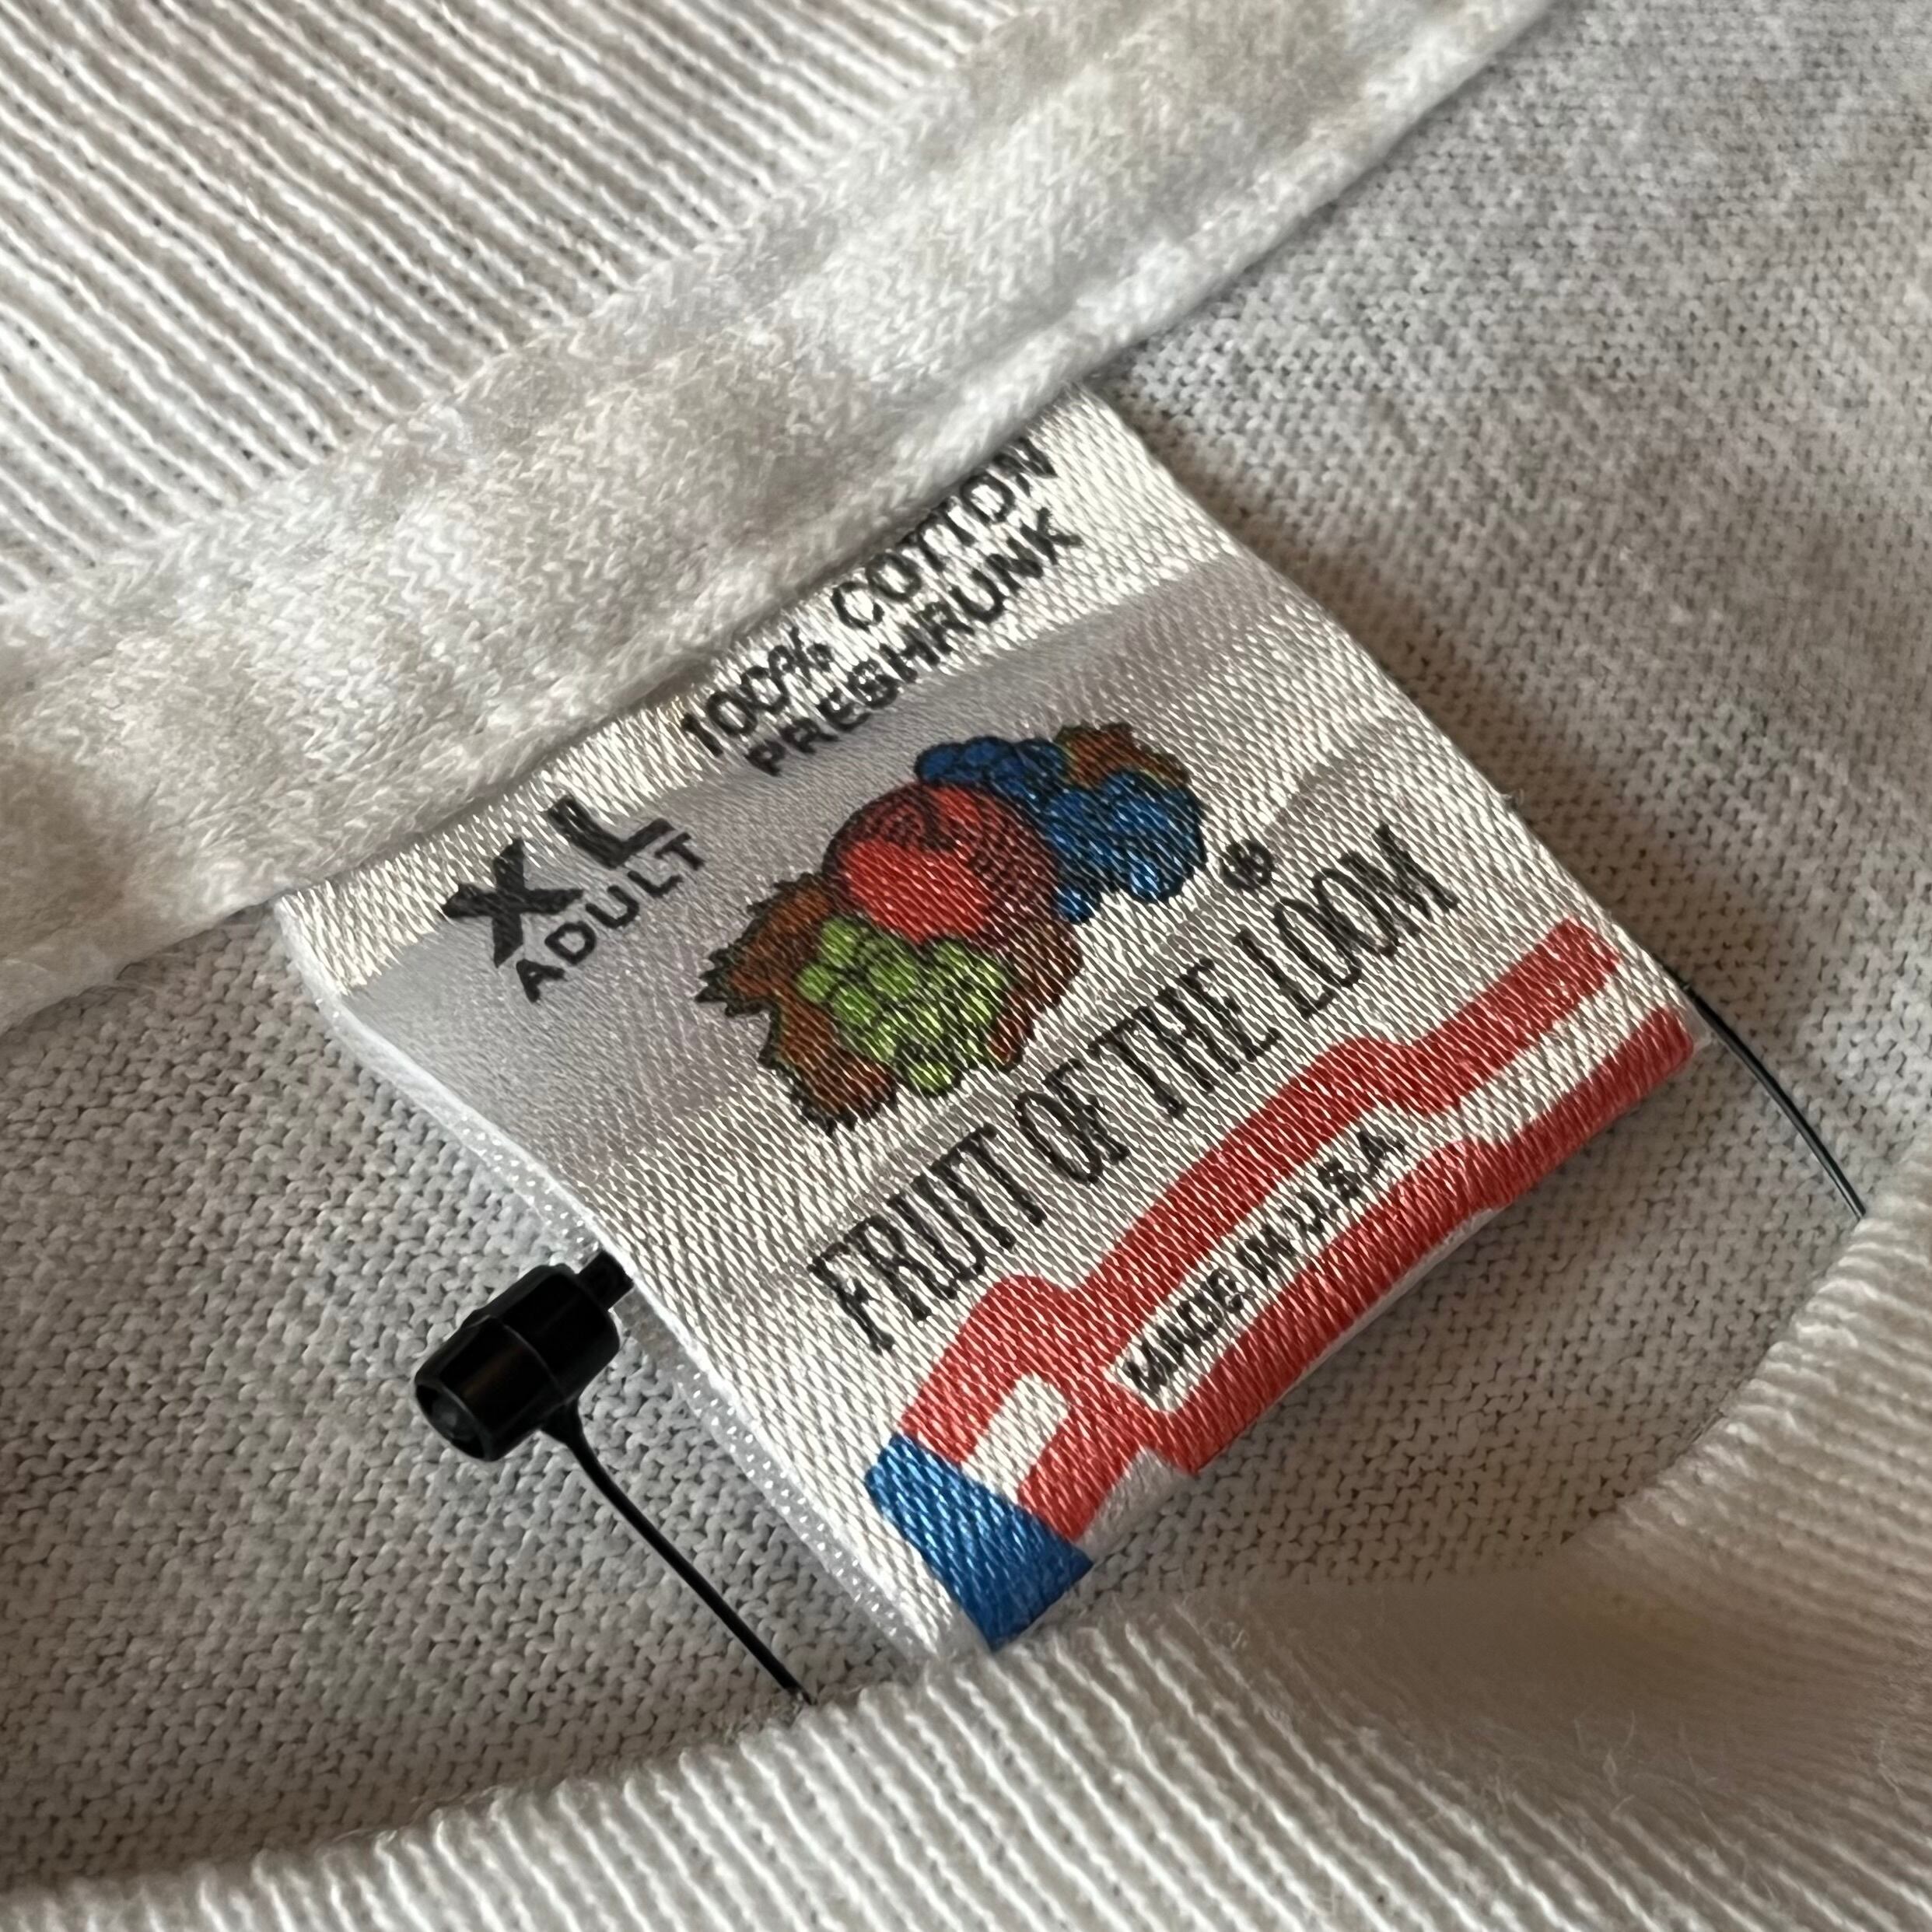 100% COTTON
PRESHRUNK
XL
ADULT
®
FRUIT OF THE LOOM
MADE IN U.S.A